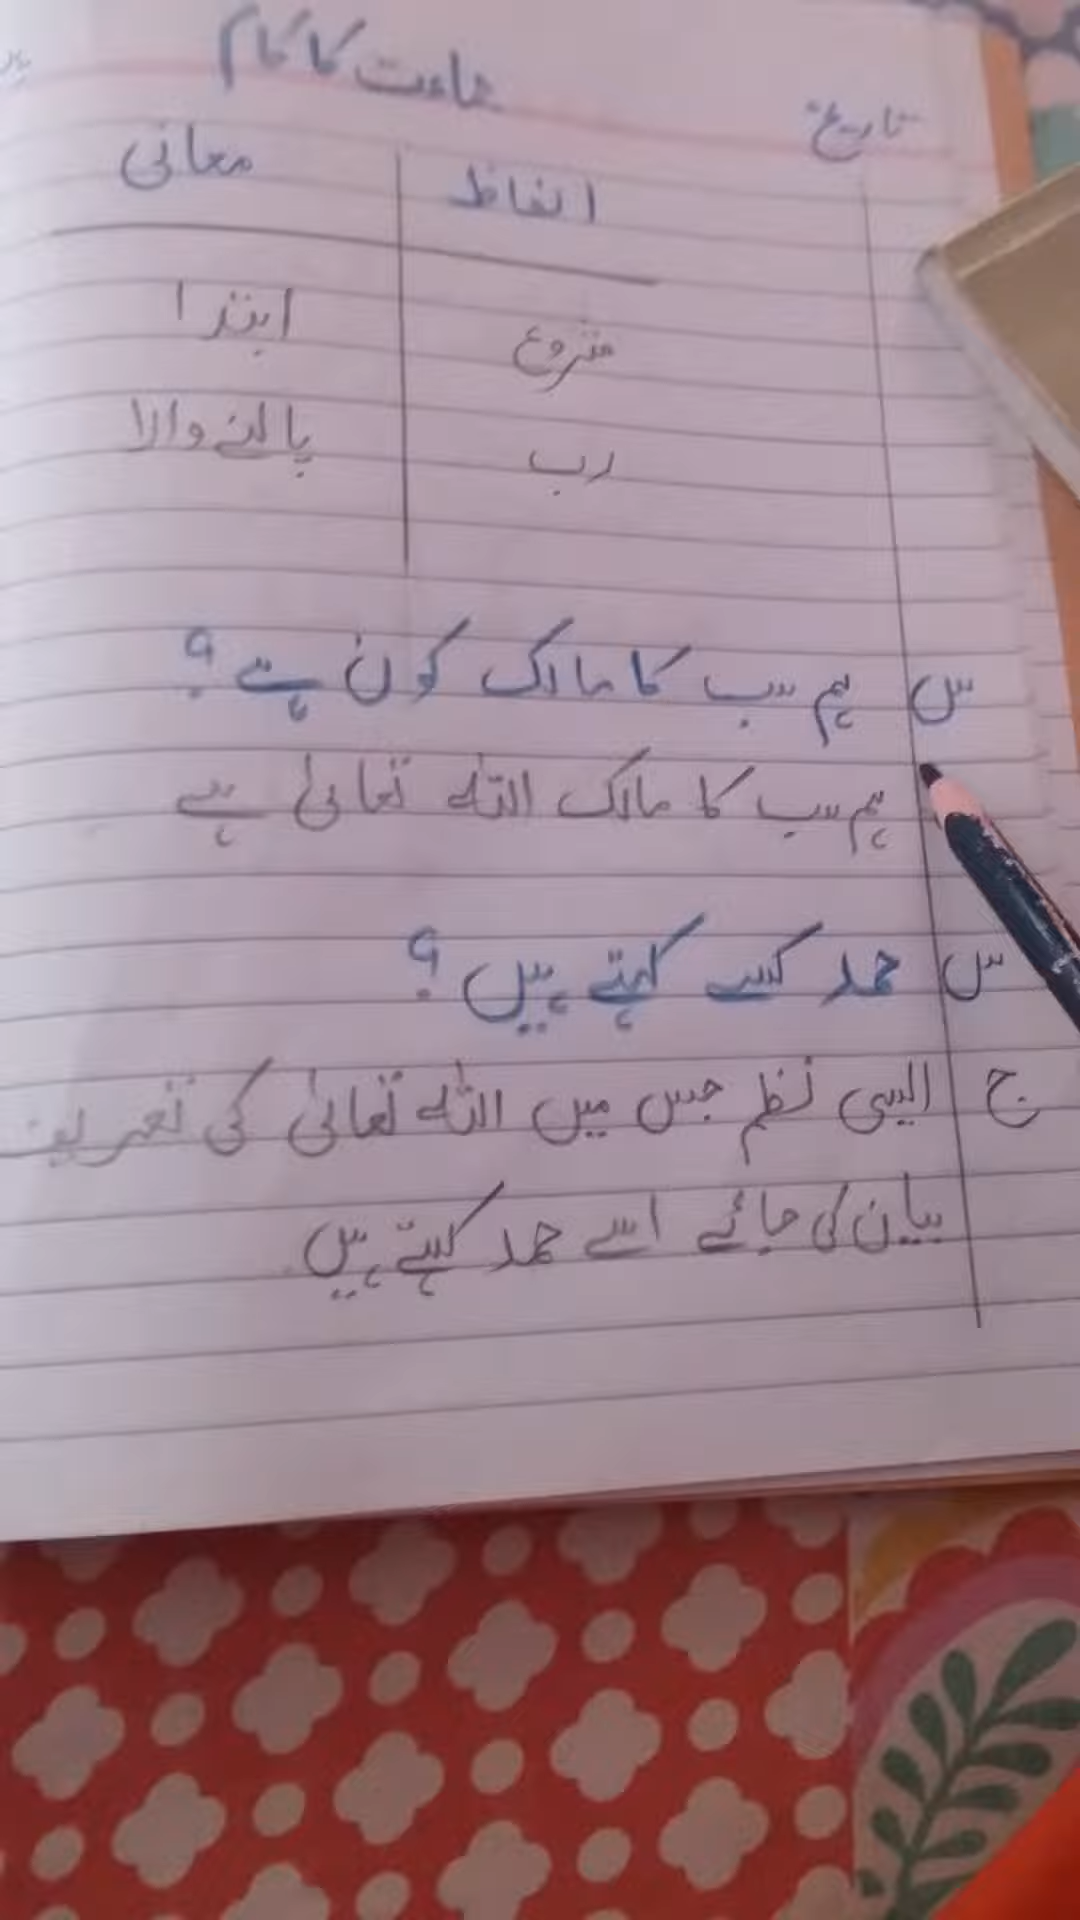 جماعت کا کام
تاریخ
الفاظ معانی
شروع ابتدا
رب پالنے والا
س ہم سب کا مالک کون ہے؟
ہم سب کا مالک اللہ تعالیٰ ہے
س حمد کسے کہتے ہیں؟
ج ایسی نظم جس میں اللہ تعالیٰ کی تعریف
بیان کی جائے اسے حمد کہتے ہیں